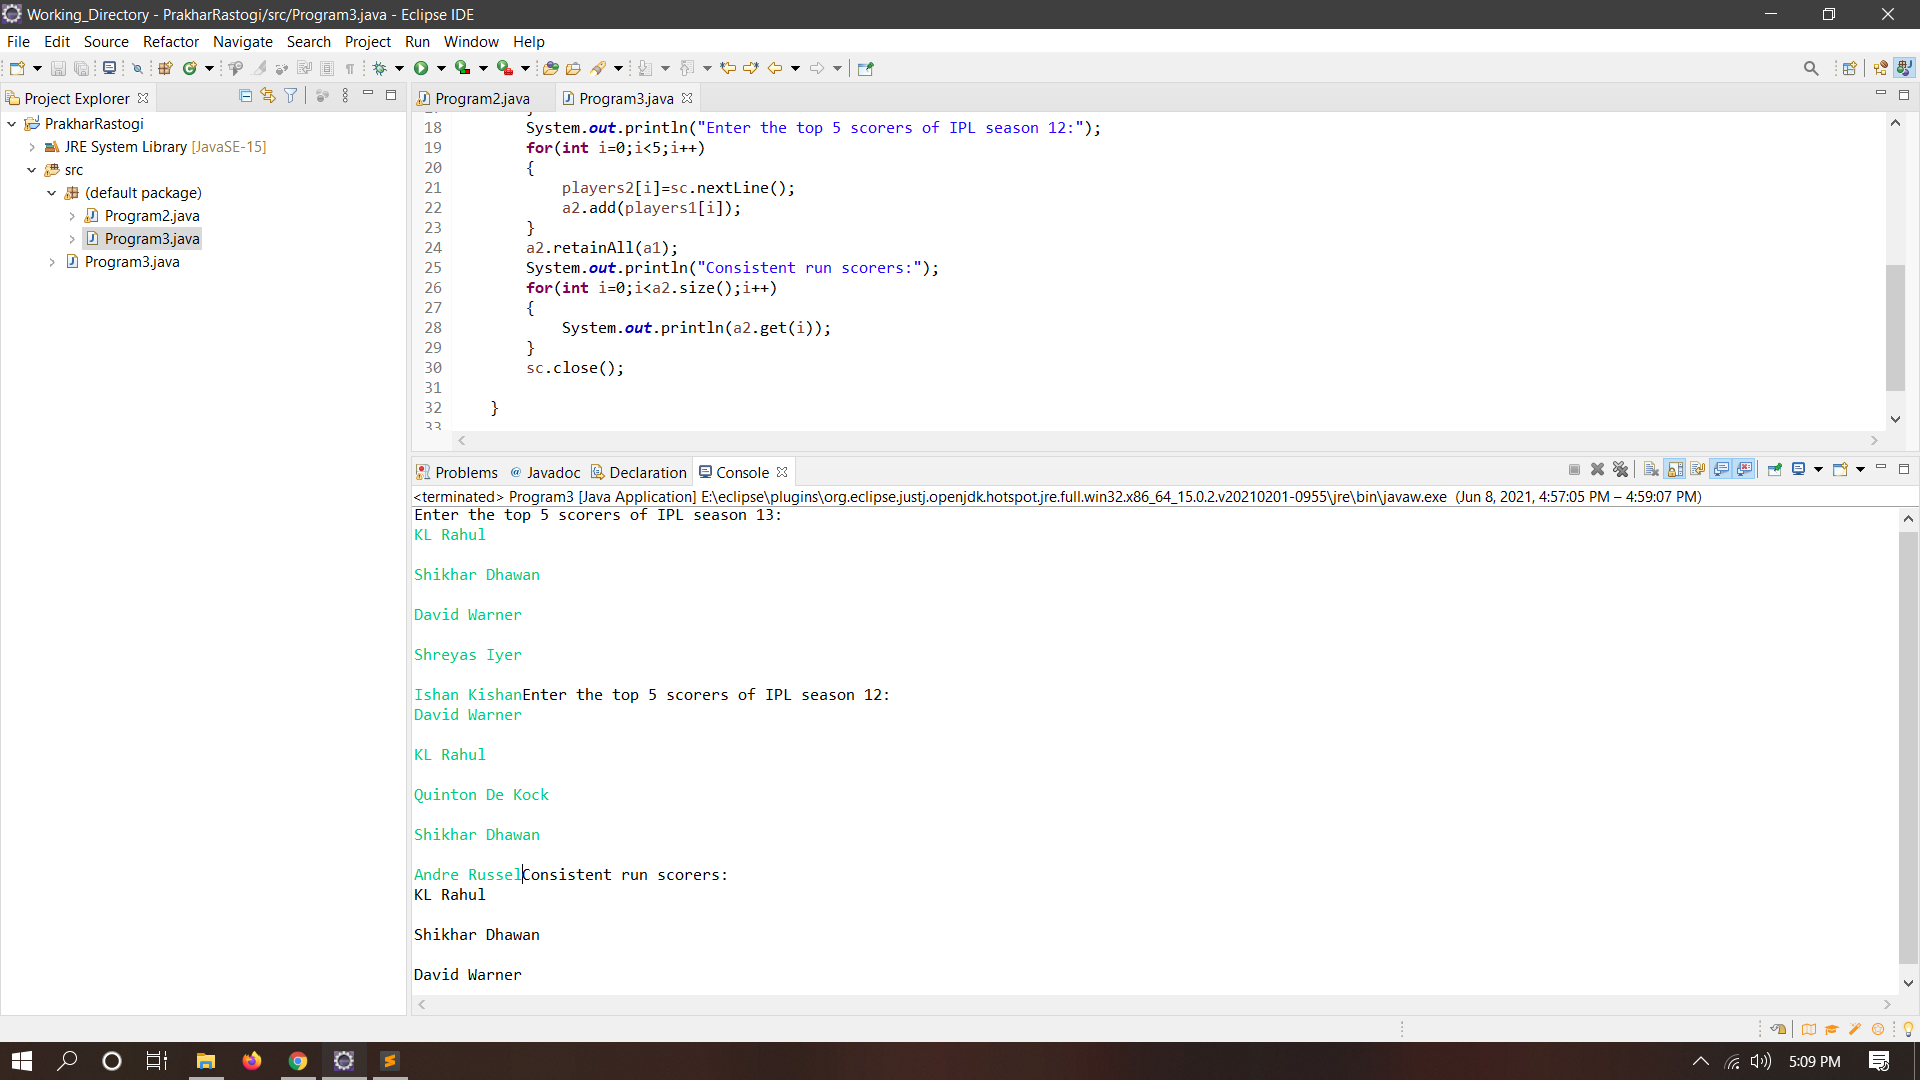 Working_Directory - PrakharRastogi/src/Program3.java - Eclipse IDE
File Edit Source Refactor Navigate Search Project Run Window Help
Project Explorer
Program2.java
Program3.java
PrakharRastogi
JRE System Library [JavaSE-15]
src
(default package)
Program2.java
Program3.java
Program3.java
18 System.out.println("Enter the top 5 scorers of IPL season 12:");
19 for(int i=0;i<5;i++)
20 {
21 players2[i]=sc.nextLine();
22 a2.add(players1[i]);
23 }
24 a2.retainAll(a1);
25 System.out.println("Consistent run scorers:");
26 for(int i=0;i<a2.size();i++)
27 {
28 System.out.println(a2.get(i));
29 }
30 sc.close();
31
32 }
33
Problems @ Javadoc Declaration Console
<terminated> Program3 [Java Application] E:\eclipse\plugins\org.eclipse.justj.openjdk.hotspot.jre.full.win32.x86_64_15.0.2.v20210201-0955\jre\bin\javaw.exe (Jun 8, 2021, 4:57:05 PM – 4:59:07 PM)
Enter the top 5 scorers of IPL season 13:
KL Rahul
Shikhar Dhawan
David Warner
Shreyas Iyer
Ishan KishanEnter the top 5 scorers of IPL season 12:
David Warner
KL Rahul
Quinton De Kock
Shikhar Dhawan
Andre RusselConsistent run scorers:
KL Rahul
Shikhar Dhawan
David Warner
5:09 PM